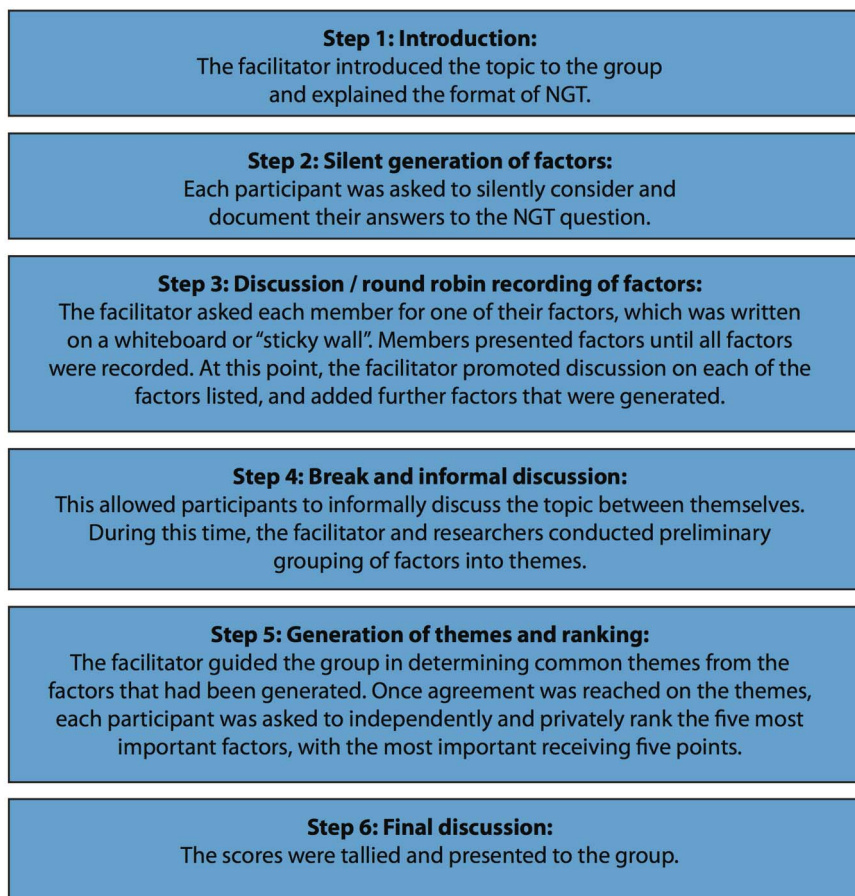 Step 1: Introduction:
The facilitator introduced the topic to the group
and explained the format of NGT.
Step 2: Silent generation of factors:
Each participant was asked to silently consider and
document their answers to the NGT question.
Step 3: Discussion / round robin recording of factors:
The facilitator asked each member for one of their factors, which was written
on a whiteboard or “sticky wall”. Members presented factors until all factors
were recorded. At this point, the facilitator promoted discussion on each of the
factors listed, and added further factors that were generated.
Step 4: Break and informal discussion:
This allowed participants to informally discuss the topic between themselves.
During this time, the facilitator and researchers conducted preliminary
grouping of factors into themes.
Step 5: Generation of themes and ranking:
The facilitator guided the group in determining common themes from the
factors that had been generated. Once agreement was reached on the themes,
each participant was asked to independently and privately rank the five most
important factors, with the most important receiving five points.
Step 6: Final discussion:
The scores were tallied and presented to the group.